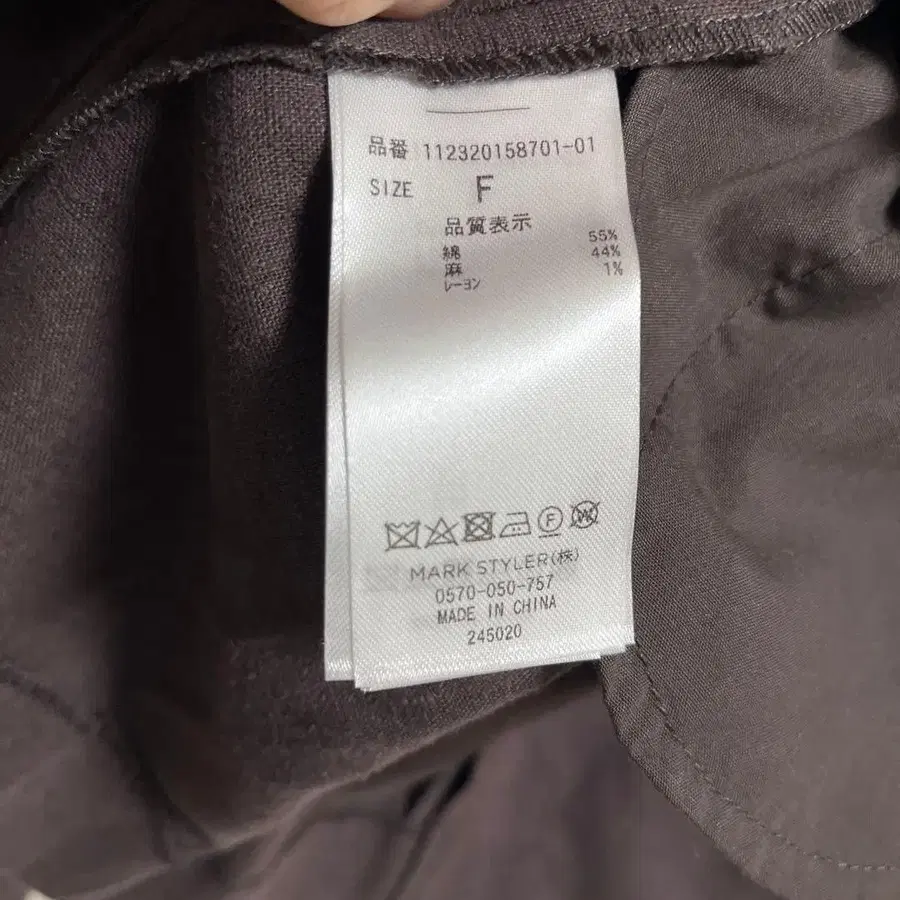 品番 112320158701-01
SIZE F
品質表示
綿 55%
麻 44%
レーヨン 1%
MARK STYLER(株)
0570-050-757
MADE IN CHINA
245020